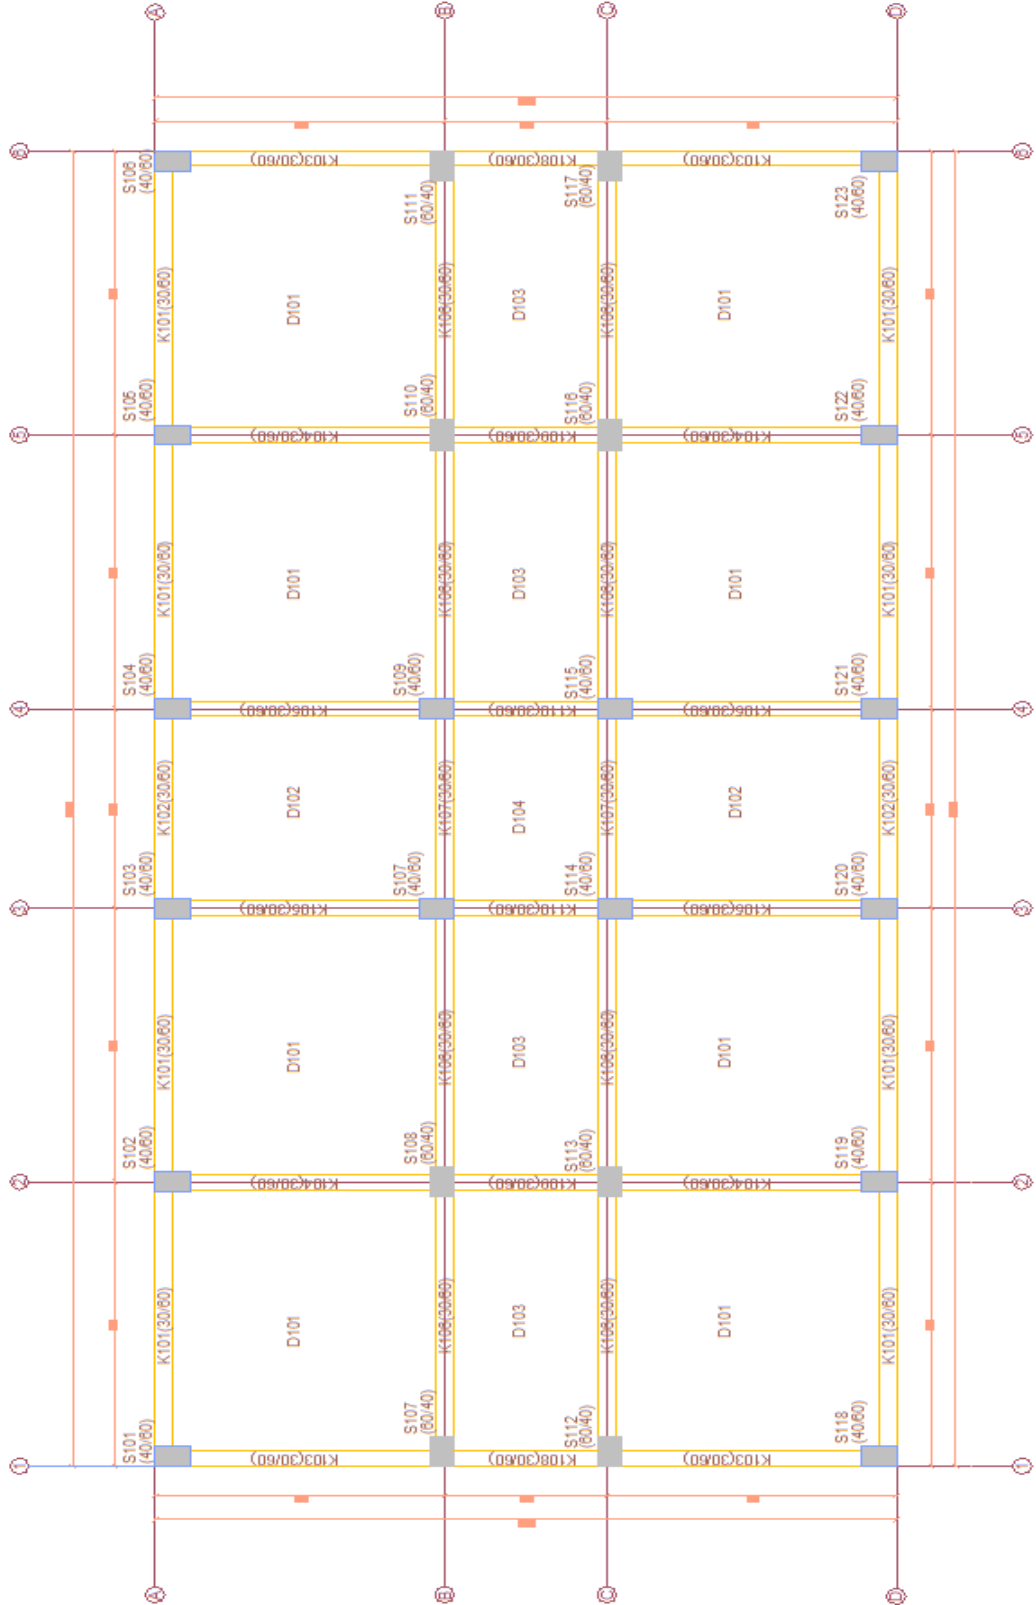 1
2
3
4
5
6
S101
(40/60)
S102
(40/60)
S103
(40/60)
S104
(40/60)
S105
(40/60)
S106
(40/60)
A
K101(30/60)
K101(30/60)
K102(30/60)
K101(30/60)
K101(30/60)
A
K103(30/60)
D101
K104(30/60)
D101
K105(30/60)
D102
K105(30/60)
D101
K104(30/60)
D101
K103(30/60)
S107
(60/40)
S108
(60/40)
S107
(40/60)
S109
(40/60)
S110
(60/40)
S111
(60/40)
B
K106(30/60)
K106(30/60)
K107(30/60)
K106(30/60)
K106(30/60)
B
K108(30/60)
D103
K109(30/60)
D103
K110(30/60)
D104
K110(30/60)
D103
K109(30/60)
D103
K108(30/60)
S112
(60/40)
S113
(60/40)
S114
(40/60)
S115
(40/60)
S116
(60/40)
S117
(60/40)
C
K106(30/60)
K106(30/60)
K107(30/60)
K106(30/60)
K106(30/60)
C
K103(30/60)
D101
K104(30/60)
D101
K105(30/60)
D102
K105(30/60)
D101
K104(30/60)
D101
K103(30/60)
S118
(40/60)
S119
(40/60)
S120
(40/60)
S121
(40/60)
S122
(40/60)
S123
(40/60)
D
K101(30/60)
K101(30/60)
K102(30/60)
K101(30/60)
K101(30/60)
D
1
2
3
4
5
6